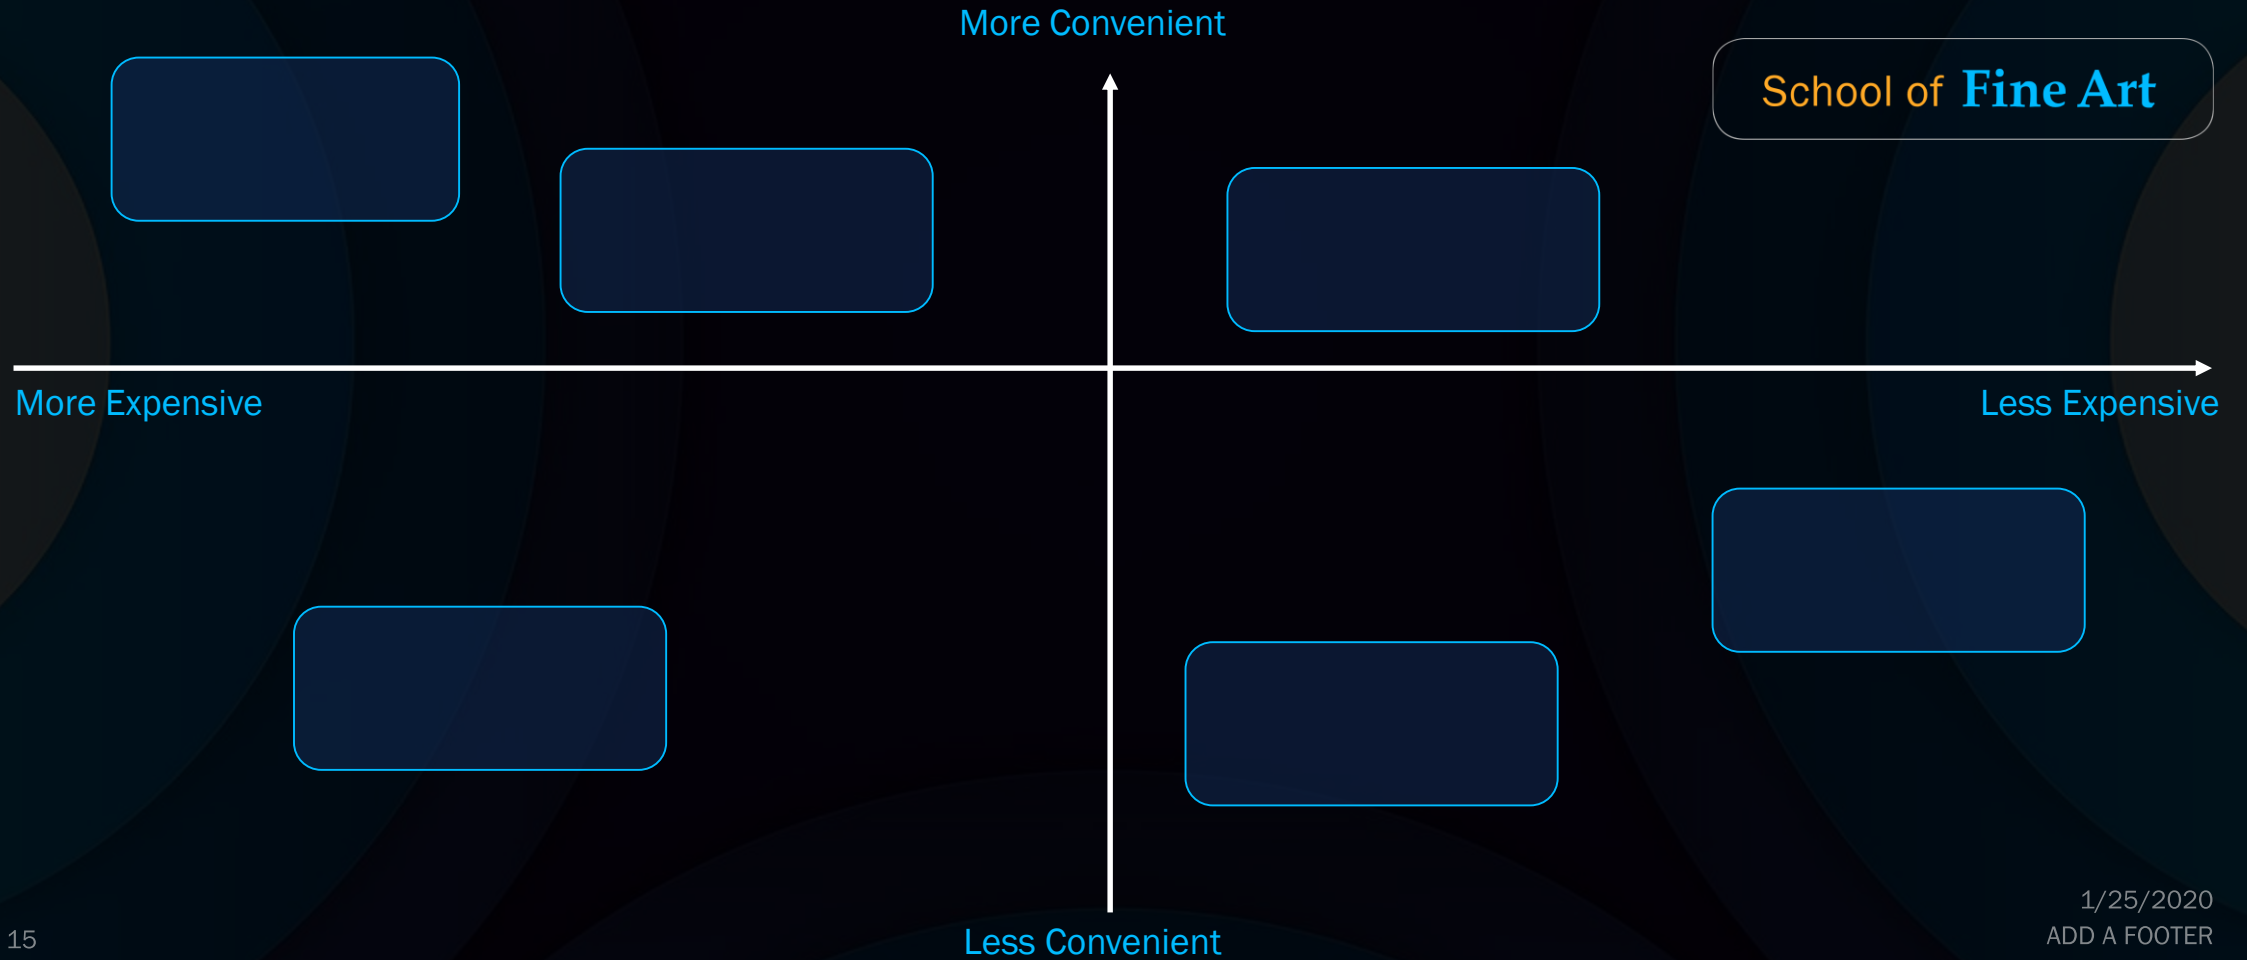 More Convenient
School of Fine Art
More Expensive
Less Expensive
1/25/2020
15
ADD A FOOTER
Less Convenient